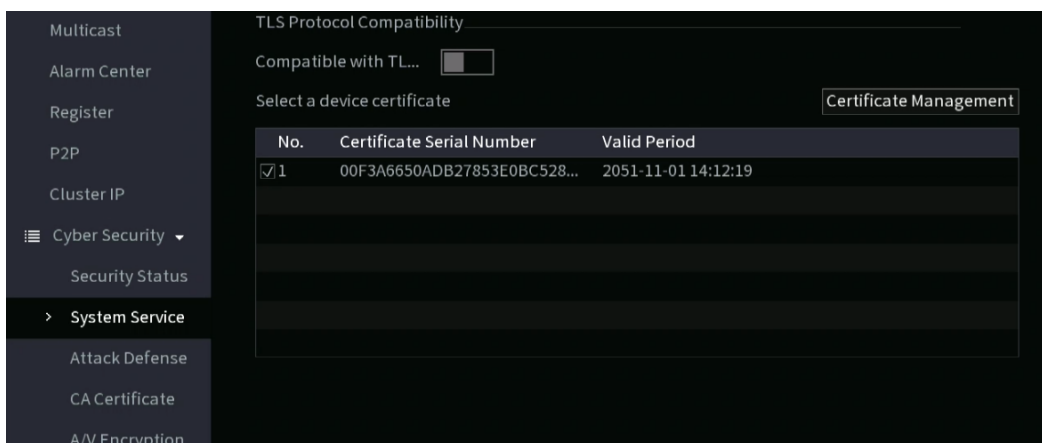 Multicast
Alarm Center
Register
P2P
Cluster IP
Cyber Security
Security Status
> System Service
Attack Defense
CA Certificate
A/V Encryption
TLS Protocol Compatibility
Compatible with TL...
Select a device certificate
Certificate Management
No. Certificate Serial Number Valid Period
1 00F3A6650ADB27853E0BC528... 2051-11-01 14:12:19